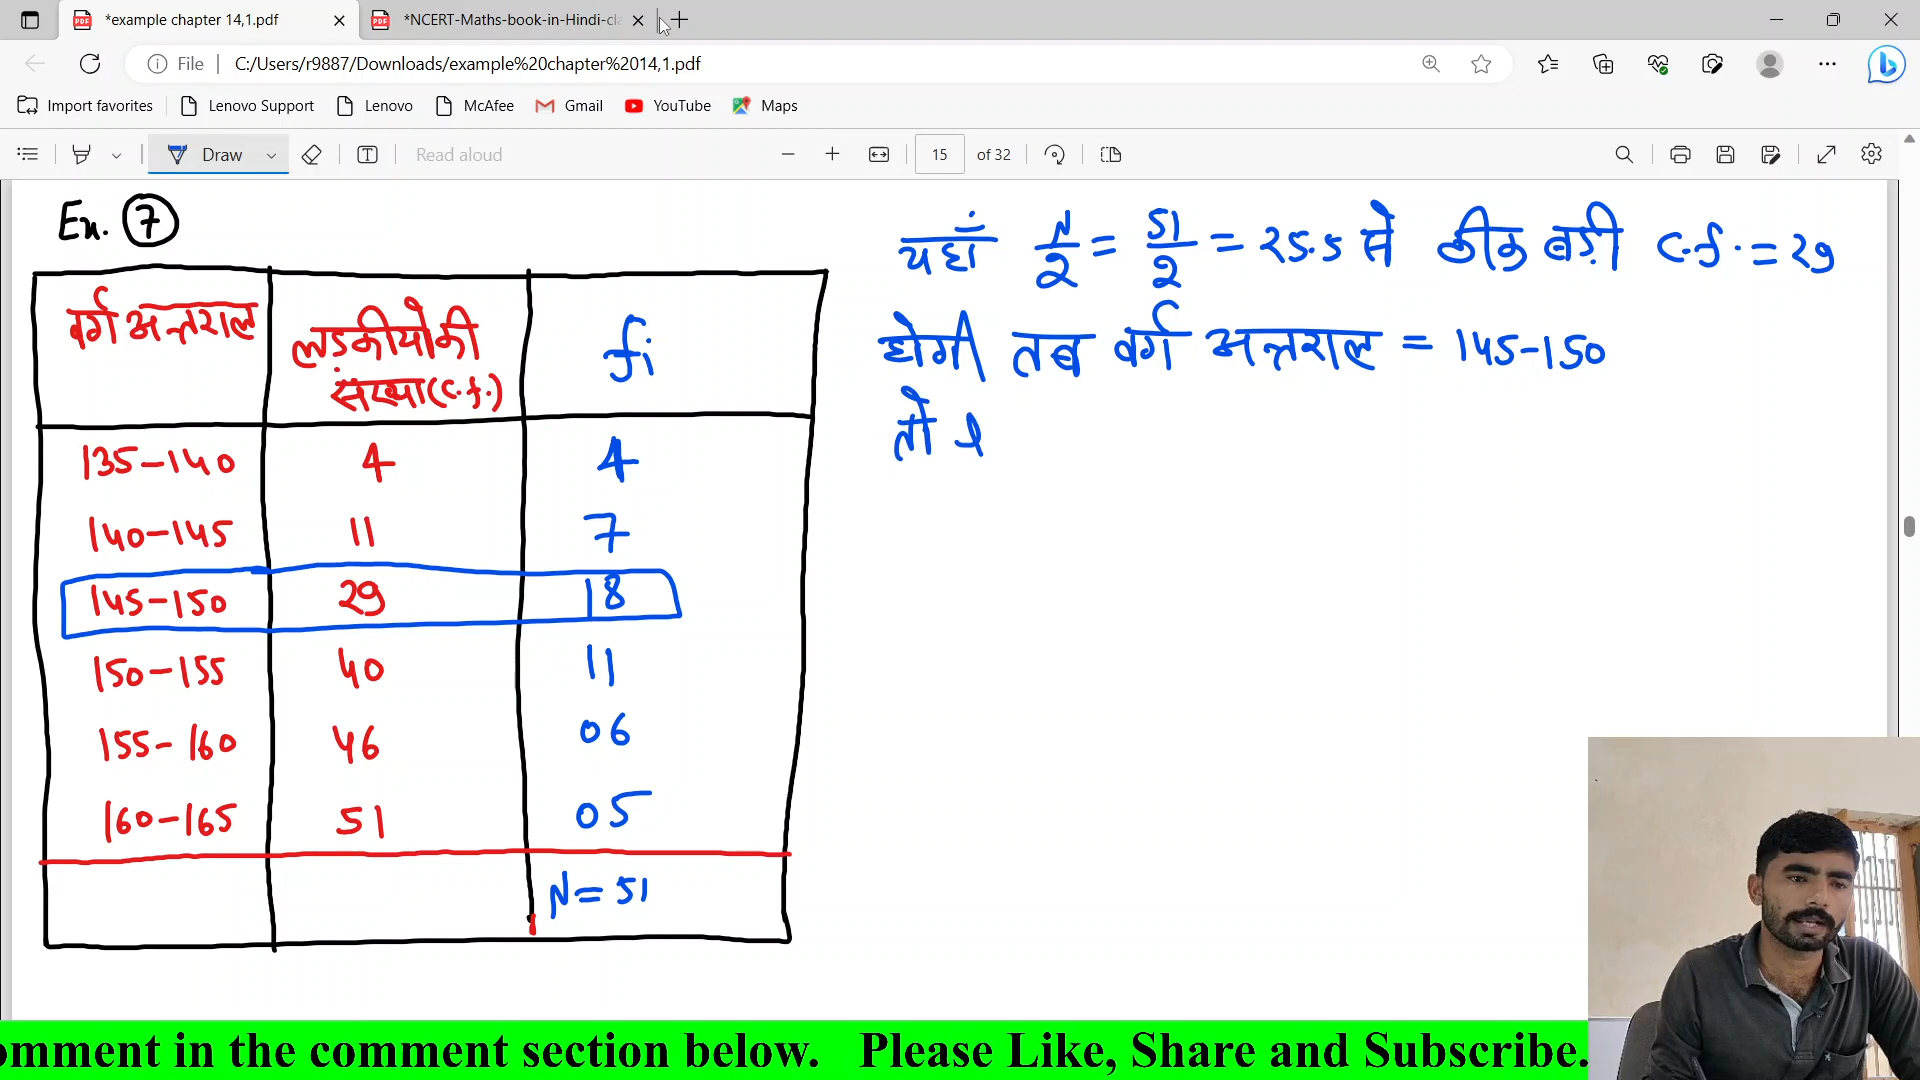 *example chapter 14,1.pdf
*NCERT-Maths-book-in-Hindi-cla
File
C:/Users/r9887/Downloads/example%20chapter%2014,1.pdf
Import favorites
Lenovo Support
Lenovo
McAfee
Gmail
YouTube
Maps
Draw
Read aloud
15
of 32
Ex. 7
वर्ग अन्तराल
लडकीयो की
संख्या (c.f.)
fi
135-140 4 4
140-145 11 7
145-150 29 18
150-155 40 11
155-160 46 06
160-165 51 05
N = 51
यहां N/2 = 51/2 = 25.5 से ठीक बड़ी c.f. = 29
होगी तब वर्ग अन्तराल = 145-150
तो
omment in the comment section below. Please Like, Share and Subscribe.